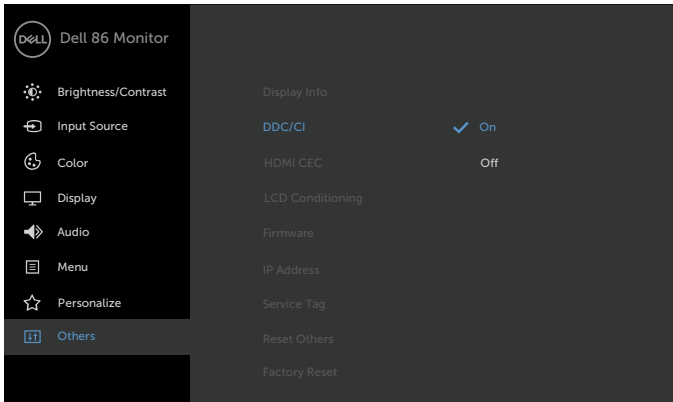 DELL Dell 86 Monitor
Brightness/Contrast Display Info
Input Source DDC/CI On
Color HDMI CEC Off
Display LCD Conditioning
Audio Firmware
Menu IP Address
Personalize Service Tag
Others Reset Others
Factory Reset